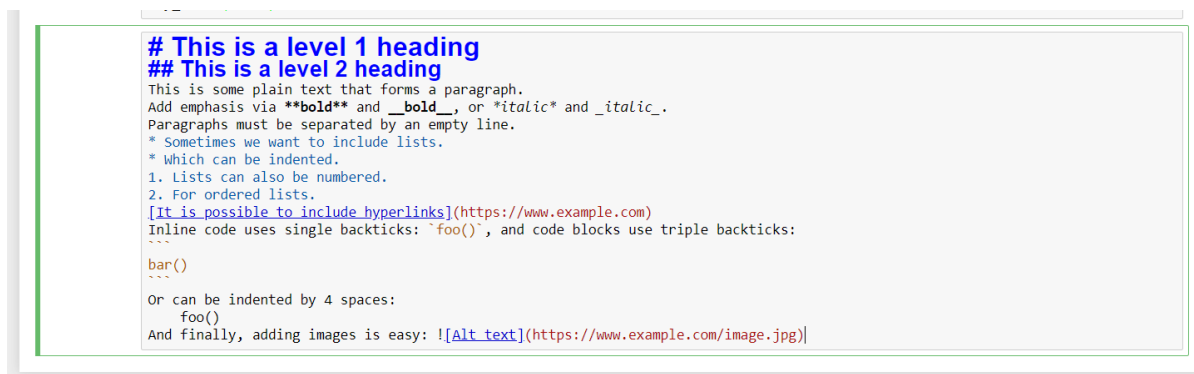 # This is a level 1 heading
## This is a level 2 heading
This is some plain text that forms a paragraph.
Add emphasis via **bold** and __bold__, or *italic* and _italic_.
Paragraphs must be separated by an empty line.
* Sometimes we want to include lists.
* Which can be indented.
1. Lists can also be numbered.
2. For ordered lists.
[It is possible to include hyperlinks](https://www.example.com)
Inline code uses single backticks: `foo()`, and code blocks use triple backticks:
```
bar()
```
Or can be indented by 4 spaces:
    foo()
And finally, adding images is easy: ![Alt text](https://www.example.com/image.jpg)